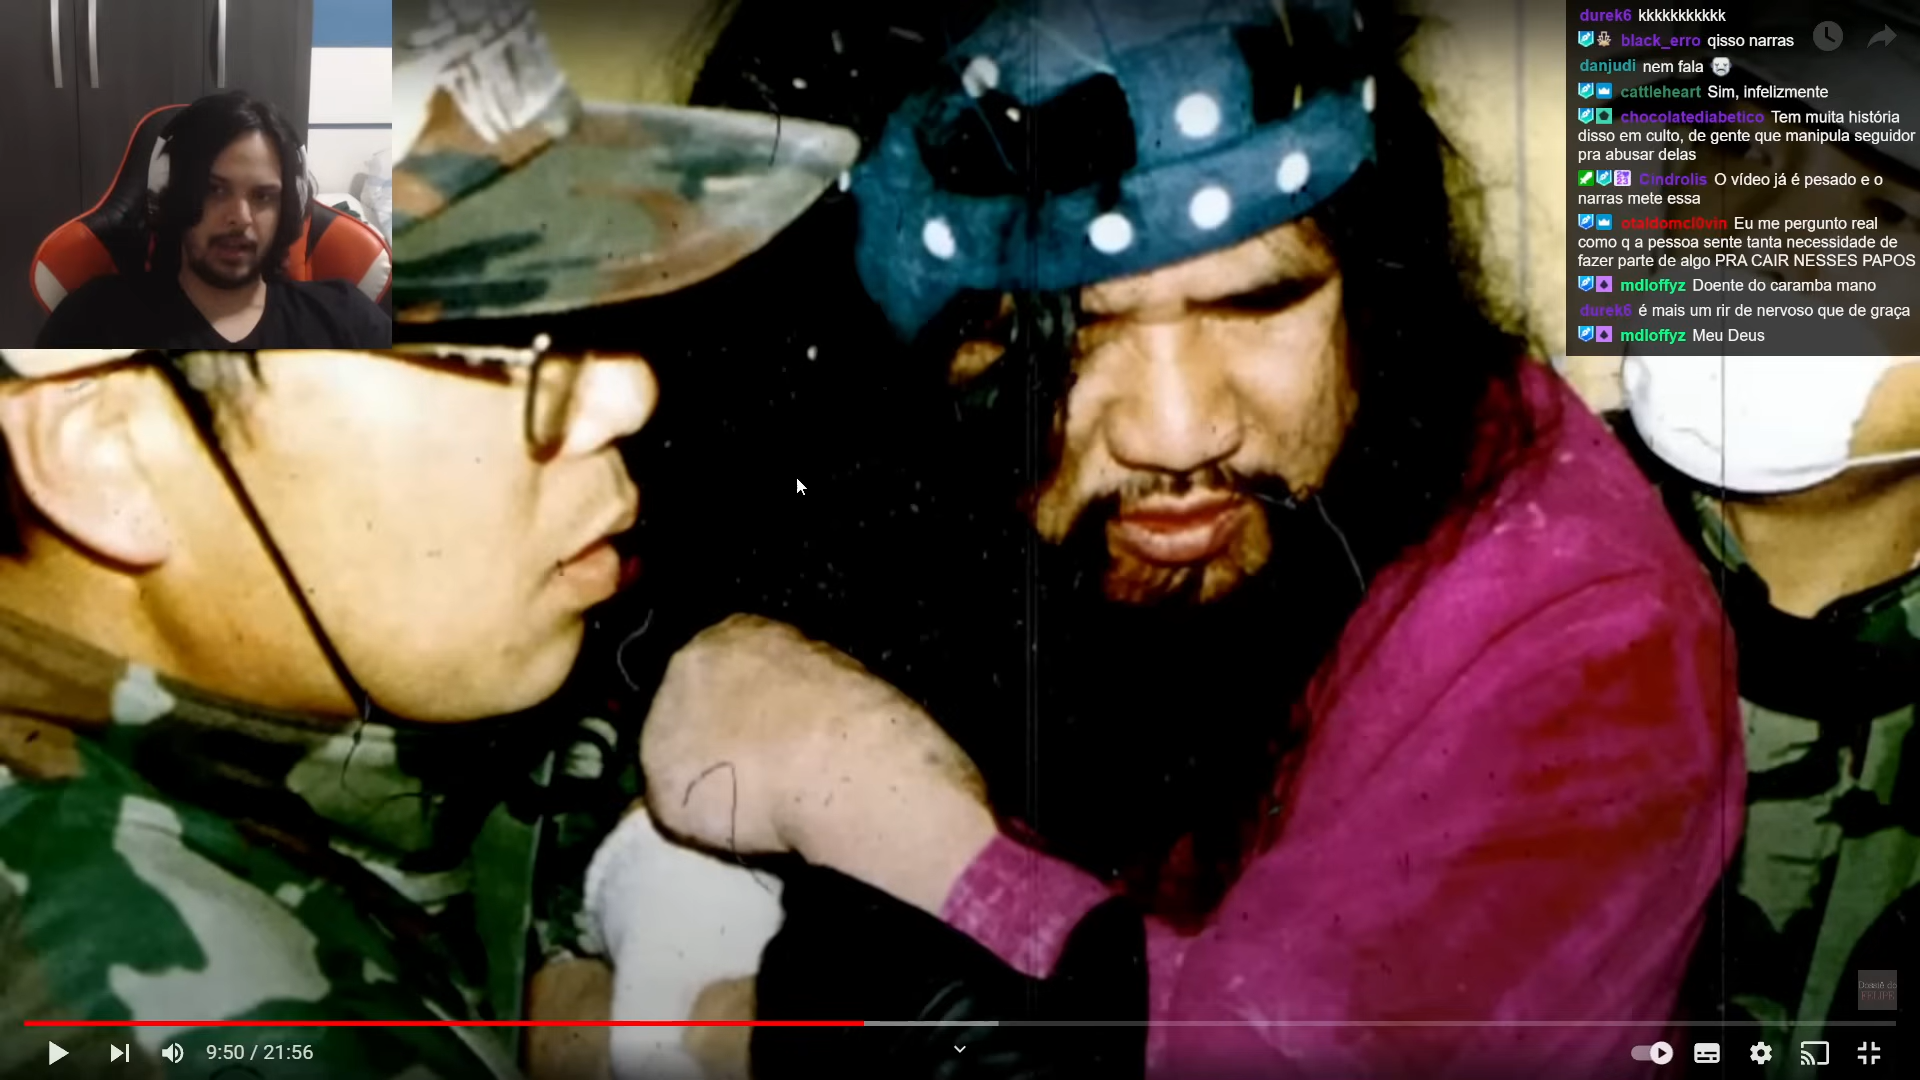 durek6 kkkkkkkkkkk
black_erro qisso narras
danjudi nem fala
cattleheart Sim, infelizmente
chocolatediabetico Tem muita história
disso em culto, de gente que manipula seguidor
pra abusar delas
Cindrolis O vídeo já é pesado e o
narras mete essa
otaldomcl0vin Eu me pergunto real
como q a pessoa sente tanta necessidade de
fazer parte de algo PRA CAIR NESSES PAPOS
mdloffyz Doente do caramba mano
durek6 é mais um rir de nervoso que de graça
mdloffyz Meu Deus
Dossiê do
FELIPE
9:50 / 21:56